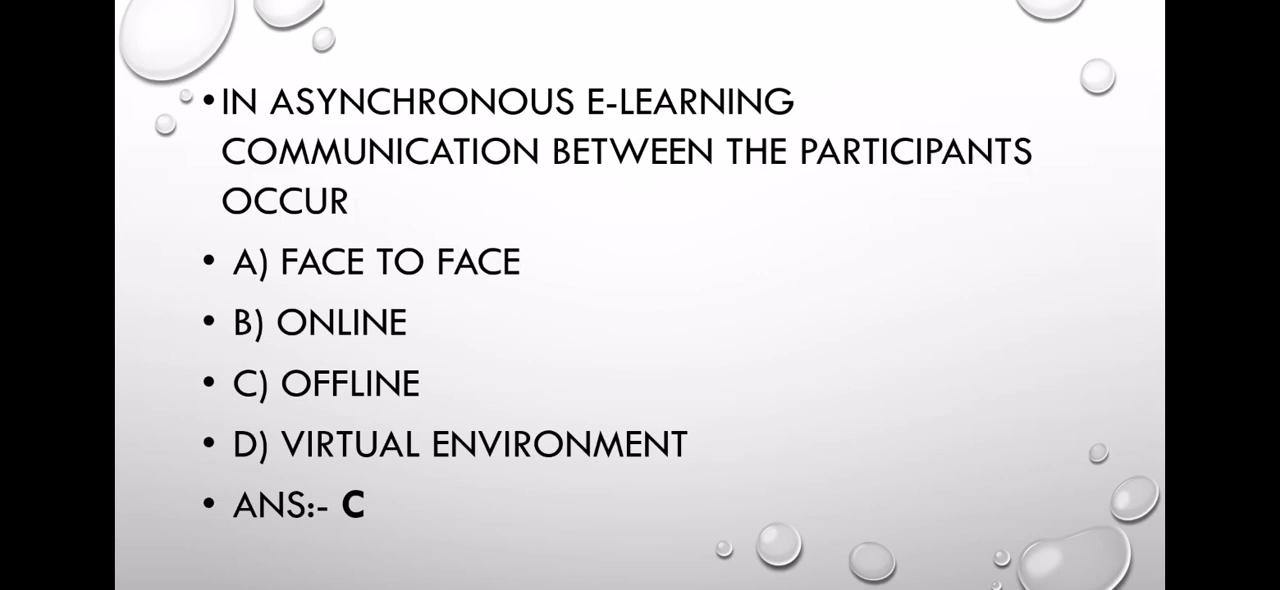 • IN ASYNCHRONOUS E-LEARNING
COMMUNICATION BETWEEN THE PARTICIPANTS
OCCUR
• A) FACE TO FACE
• B) ONLINE
• C) OFFLINE
• D) VIRTUAL ENVIRONMENT
• ANS:- C